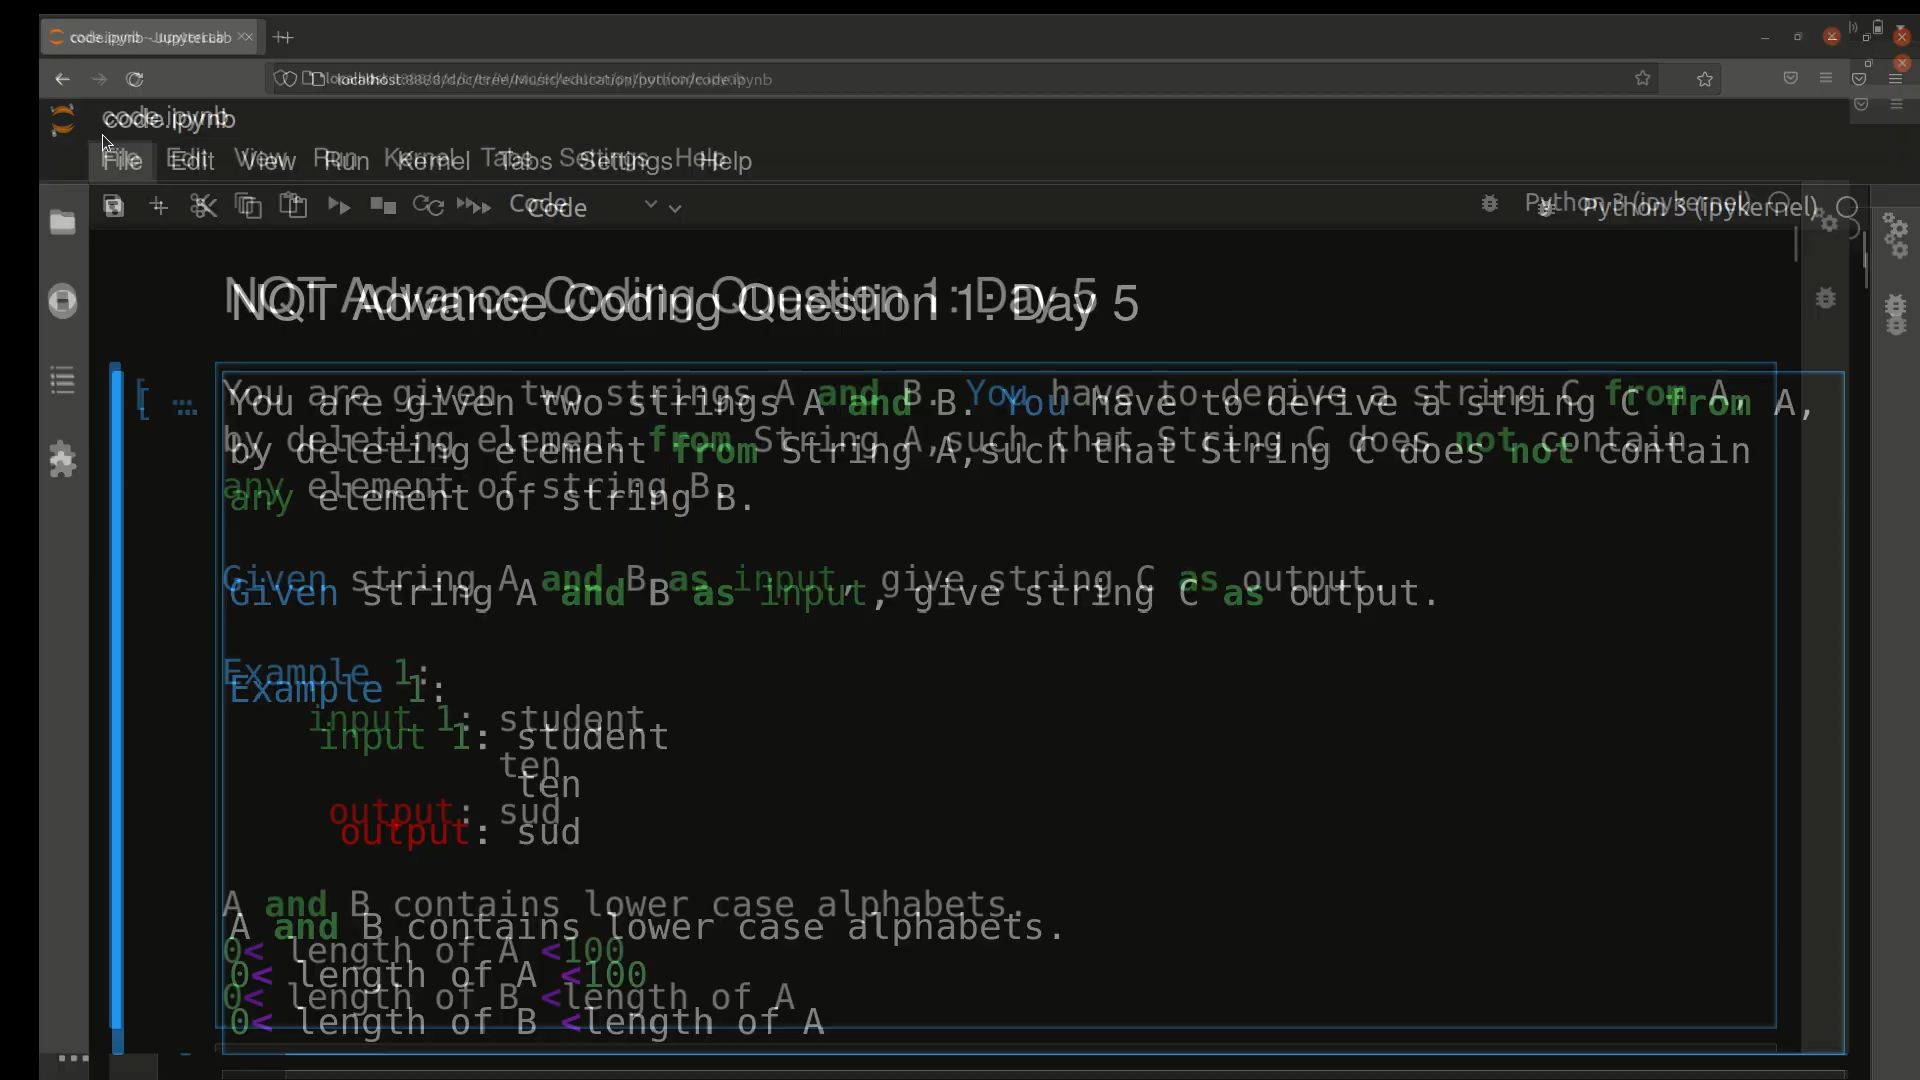 code.ipynb - JupyterLab
code.ipynb
File Edit View Run Kernel Tabs Settings Help
Code
Python 3 (ipykernel)
NQT Advance Coding Question 1: Day 5
You are given two strings A and B. You have to derive a string C from A,
by deleting element from String A,such that String C does not contain
any element of string B.
Given string A and B as input, give string C as output.
Example 1:
input 1: student
ten
output: sud
A and B contains lower case alphabets.
0< length of A <100
0< length of B <length of A